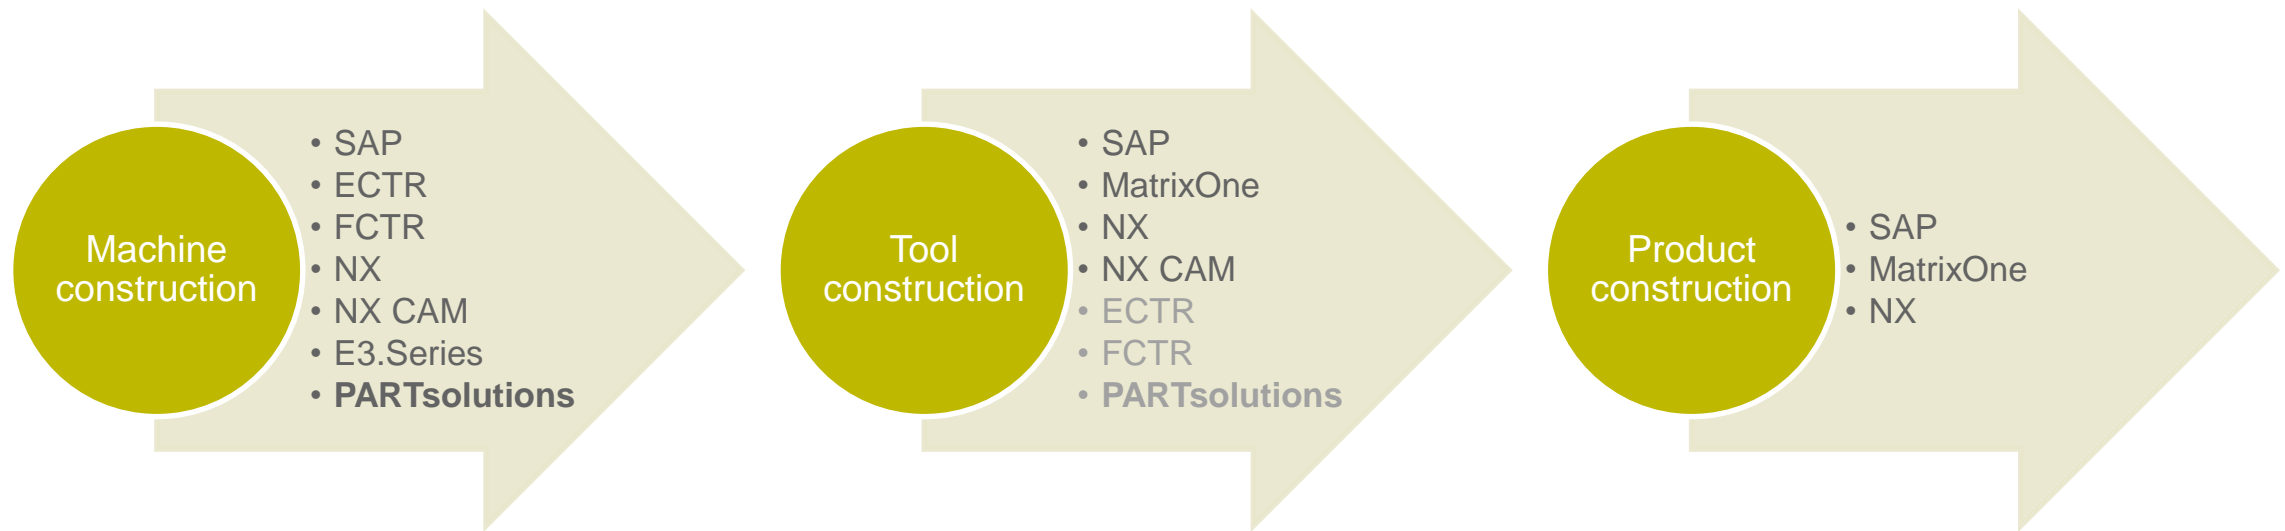 Machine
construction
• SAP
• ECTR
• FCTR
• NX
• NX CAM
• E3.Series
• PARTsolutions
Tool
construction
• SAP
• MatrixOne
• NX
• NX CAM
• ECTR
• FCTR
• PARTsolutions
Product
construction
• SAP
• MatrixOne
• NX